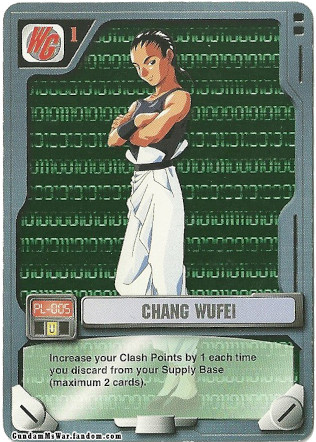 WG 1
PL-005
U
CHANG WUFEI
Increase your Clash Points by 1 each time
you discard from your Supply Base
(maximum 2 cards).
GundamMsWar.fandom.com